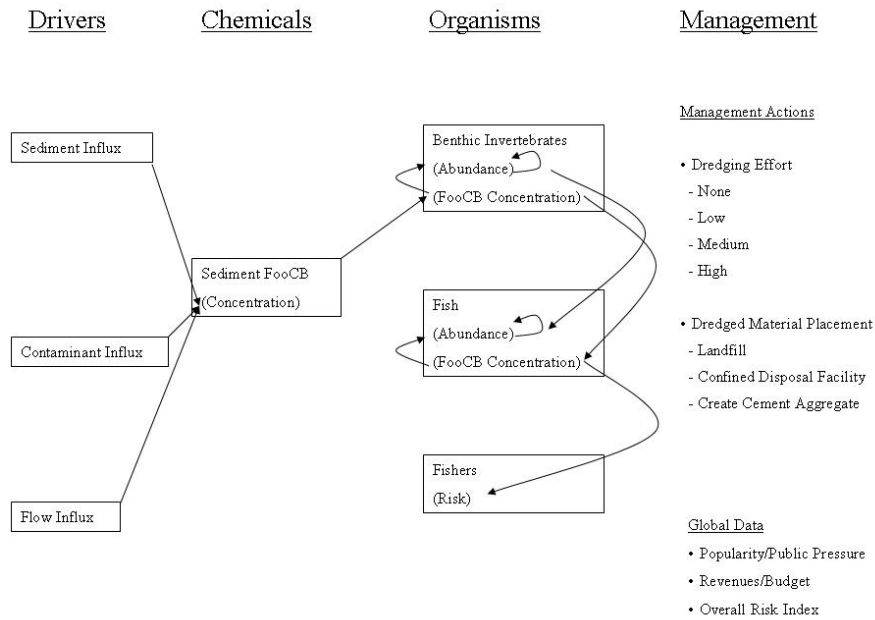 Drivers
Chemicals
Organisms
Management
Sediment Influx
Contaminant Influx
Flow Influx
Sediment FooCB
(Concentration)
Benthic Invertebrates
(Abundance)
(FooCB Concentration)
Fish
(Abundance)
(FooCB Concentration)
Fishers
(Risk)
Management Actions
• Dredging Effort
- None
- Low
- Medium
- High
• Dredged Material Placement
- Landfill
- Confined Disposal Facility
- Create Cement Aggregate
Global Data
• Popularity/Public Pressure
• Revenues/Budget
• Overall Risk Index